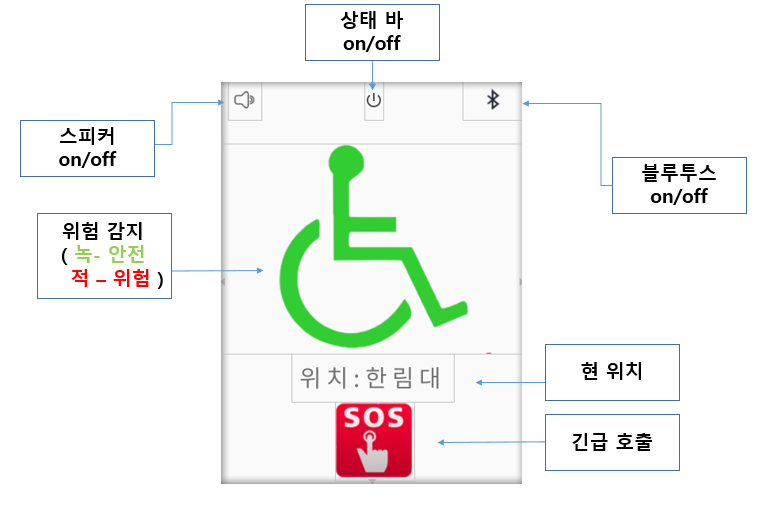 상태 바
on/off
스피커
on/off
블루투스
on/off
위험 감지
( 녹- 안전
적 – 위험 )
위 치 : 한 림 대
현 위치
SOS
긴급 호출